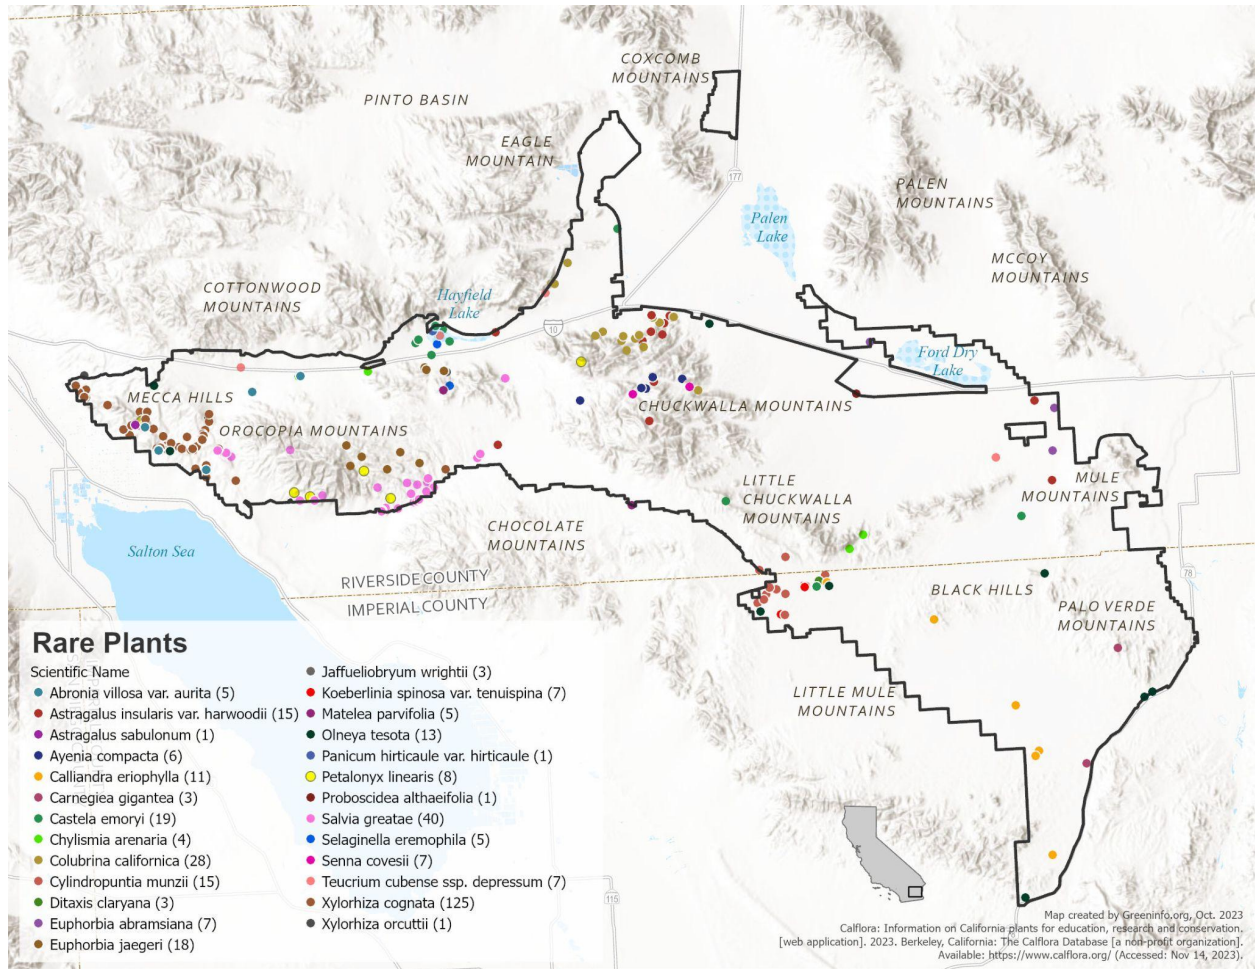 COXCOMB
MOUNTAINS
PINTO BASIN
EAGLE
MOUNTAIN
177
PALEN
MOUNTAINS
Palen
Lake
MCCOY
MOUNTAINS
COTTONWOOD
MOUNTAINS
Hayfield
Lake
10
Ford Dry
Lake
MECCA HILLS
OROCOPIA MOUNTAINS
CHUCKWALLA MOUNTAINS
LITTLE
CHUCKWALLA
MOUNTAINS
MULE
MOUNTAINS
CHOCOLATE
MOUNTAINS
Salton Sea
RIVERSIDE COUNTY
IMPERIAL COUNTY
78
BLACK HILLS
PALO VERDE
MOUNTAINS
LITTLE MULE
MOUNTAINS
115
Rare Plants
Scientific Name
Abronia villosa var. aurita (5)
Astragalus insularis var. harwoodii (15)
Astragalus sabulonum (1)
Ayenia compacta (6)
Calliandra eriophylla (11)
Carnegiea gigantea (3)
Castela emoryi (19)
Chylismia arenaria (4)
Colubrina californica (28)
Cylindropuntia munzii (15)
Ditaxis claryana (3)
Euphorbia abramsiana (7)
Euphorbia jaegeri (18)
Jaffueliobryum wrightii (3)
Koeberlinia spinosa var. tenuispina (7)
Matelea parvifolia (5)
Olneya tesota (13)
Panicum hirticaule var. hirticaule (1)
Petalonyx linearis (8)
Proboscidea althaeifolia (1)
Salvia greatae (40)
Selaginella eremophila (5)
Senna covesii (7)
Teucrium cubense ssp. depressum (7)
Xylorhiza cognata (125)
Xylorhiza orcuttii (1)
Map created by Greeninfo.org, Oct. 2023
Calflora: Information on California plants for education, research and conservation.
[web application]. 2023. Berkeley, California: The Calflora Database [a non-profit organization].
Available: https://www.calflora.org/ (Accessed: Nov 14, 2023).